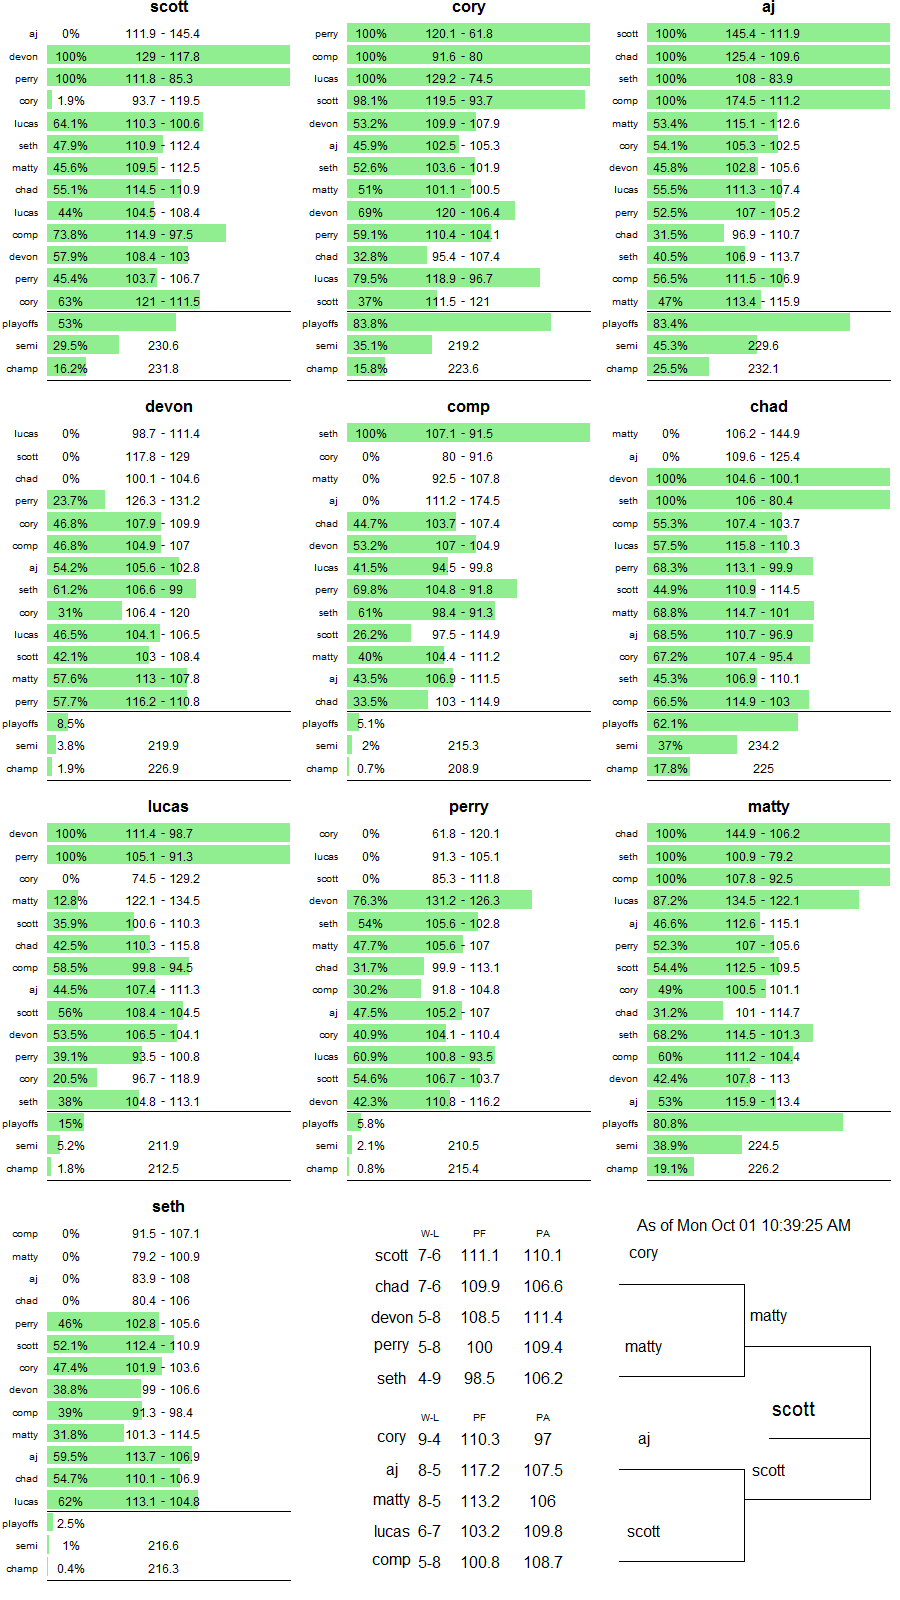 scott
aj 0% 111.9 - 145.4
devon 100% 129 - 117.8
perry 100% 111.8 - 85.3
cory 1.9% 93.7 - 119.5
lucas 64.1% 110.3 - 100.6
seth 47.9% 110.9 - 112.4
matty 45.6% 109.5 - 112.5
chad 55.1% 114.5 - 110.9
lucas 44% 104.5 - 108.4
comp 73.8% 114.9 - 97.5
devon 57.9% 108.4 - 103
perry 45.4% 103.7 - 106.7
cory 63% 121 - 111.5
playoffs 53%
semi 29.5% 230.6
champ 16.2% 231.8
cory
perry 100% 120.1 - 61.8
comp 100% 91.6 - 80
lucas 100% 129.2 - 74.5
scott 98.1% 119.5 - 93.7
devon 53.2% 109.9 - 107.9
aj 45.9% 102.5 - 105.3
seth 52.6% 103.6 - 101.9
matty 51% 101.1 - 100.5
devon 69% 120 - 106.4
perry 59.1% 110.4 - 104.1
chad 32.8% 95.4 - 107.4
lucas 79.5% 118.9 - 96.7
scott 37% 111.5 - 121
playoffs 83.8%
semi 35.1% 219.2
champ 15.8% 223.6
aj
scott 100% 145.4 - 111.9
chad 100% 125.4 - 109.6
seth 100% 108 - 83.9
comp 100% 174.5 - 111.2
matty 53.4% 115.1 - 112.6
cory 54.1% 105.3 - 102.5
devon 45.8% 102.8 - 105.6
lucas 55.5% 111.3 - 107.4
perry 52.5% 107 - 105.2
chad 31.5% 96.9 - 110.7
seth 40.5% 106.9 - 113.7
comp 56.5% 111.5 - 106.9
matty 47% 113.4 - 115.9
playoffs 83.4%
semi 45.3% 229.6
champ 25.5% 232.1
devon
lucas 0% 98.7 - 111.4
scott 0% 117.8 - 129
chad 0% 100.1 - 104.6
perry 23.7% 126.3 - 131.2
cory 46.8% 107.9 - 109.9
comp 46.8% 104.9 - 107
aj 54.2% 105.6 - 102.8
seth 61.2% 106.6 - 99
cory 31% 106.4 - 120
lucas 46.5% 104.1 - 106.5
scott 42.1% 103 - 108.4
matty 57.6% 113 - 107.8
perry 57.7% 116.2 - 110.8
playoffs 8.5%
semi 3.8% 219.9
champ 1.9% 226.9
comp
seth 100% 107.1 - 91.5
cory 0% 80 - 91.6
matty 0% 92.5 - 107.8
aj 0% 111.2 - 174.5
chad 44.7% 103.7 - 107.4
devon 53.2% 107 - 104.9
lucas 41.5% 94.5 - 99.8
perry 69.8% 104.8 - 91.8
seth 61% 98.4 - 91.3
scott 26.2% 97.5 - 114.9
matty 40% 104.4 - 111.2
aj 43.5% 106.9 - 111.5
chad 33.5% 103 - 114.9
playoffs 5.1%
semi 2% 215.3
champ 0.7% 208.9
chad
matty 0% 106.2 - 144.9
aj 0% 109.6 - 125.4
devon 100% 104.6 - 100.1
seth 100% 106 - 80.4
comp 55.3% 107.4 - 103.7
lucas 57.5% 115.8 - 110.3
perry 68.3% 113.1 - 99.9
scott 44.9% 110.9 - 114.5
matty 68.8% 114.7 - 101
aj 68.5% 110.7 - 96.9
cory 67.2% 107.4 - 95.4
seth 45.3% 106.9 - 110.1
comp 66.5% 114.9 - 103
playoffs 62.1%
semi 37% 234.2
champ 17.8% 225
lucas
devon 100% 111.4 - 98.7
perry 100% 105.1 - 91.3
cory 0% 74.5 - 129.2
matty 12.8% 122.1 - 134.5
scott 35.9% 100.6 - 110.3
chad 42.5% 110.3 - 115.8
comp 58.5% 99.8 - 94.5
aj 44.5% 107.4 - 111.3
scott 56% 108.4 - 104.5
devon 53.5% 106.5 - 104.1
perry 39.1% 93.5 - 100.8
cory 20.5% 96.7 - 118.9
seth 38% 104.8 - 113.1
playoffs 15%
semi 5.2% 211.9
champ 1.8% 212.5
perry
cory 0% 61.8 - 120.1
lucas 0% 91.3 - 105.1
scott 0% 85.3 - 111.8
devon 76.3% 131.2 - 126.3
seth 54% 105.6 - 102.8
matty 47.7% 105.6 - 107
chad 31.7% 99.9 - 113.1
comp 30.2% 91.8 - 104.8
aj 47.5% 105.2 - 107
cory 40.9% 104.1 - 110.4
lucas 60.9% 100.8 - 93.5
scott 54.6% 106.7 - 103.7
devon 42.3% 110.8 - 116.2
playoffs 5.8%
semi 2.1% 210.5
champ 0.8% 215.4
matty
chad 100% 144.9 - 106.2
seth 100% 100.9 - 79.2
comp 100% 107.8 - 92.5
lucas 87.2% 134.5 - 122.1
aj 46.6% 112.6 - 115.1
perry 52.3% 107 - 105.6
scott 54.4% 112.5 - 109.5
cory 49% 100.5 - 101.1
chad 31.2% 101 - 114.7
seth 68.2% 114.5 - 101.3
comp 60% 111.2 - 104.4
devon 42.4% 107.8 - 113
aj 53% 115.9 - 113.4
playoffs 80.8%
semi 38.9% 224.5
champ 19.1% 226.2
seth
comp 0% 91.5 - 107.1
matty 0% 79.2 - 100.9
aj 0% 83.9 - 108
chad 0% 80.4 - 106
perry 46% 102.8 - 105.6
scott 52.1% 112.4 - 110.9
cory 47.4% 101.9 - 103.6
devon 38.8% 99 - 106.6
comp 39% 91.3 - 98.4
matty 31.8% 101.3 - 114.5
aj 59.5% 113.7 - 106.9
chad 54.7% 110.1 - 106.9
lucas 62% 113.1 - 104.8
playoffs 2.5%
semi 1% 216.6
champ 0.4% 216.3
W-L PF PA
scott 7-6 111.1 110.1
chad 7-6 109.9 106.6
devon 5-8 108.5 111.4
perry 5-8 100 109.4
seth 4-9 98.5 106.2
W-L PF PA
cory 9-4 110.3 97
aj 8-5 117.2 107.5
matty 8-5 113.2 106
lucas 6-7 103.2 109.8
comp 5-8 100.8 108.7
As of Mon Oct 01 10:39:25 AM
cory
matty
matty
scott
aj
scott
scott